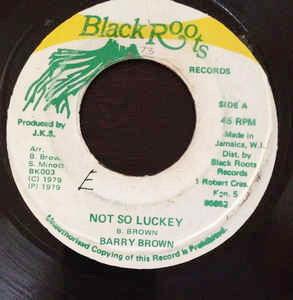 Black Roots
73
RECORDS
Produced by
J.K.S.
SIDE A
45 RPM
Arr.
B. Brow
S. Minott
BK003
(C) 1979
(P) 1979
Made in
Jamaica, W.I.
Dist. by
Black Roots
Records
1 Robert Cres.
Kgn. 5
E
NOT SO LUCKEY
B. BROWN
BARRY BROWN
Unauthorised Copying of this Record is Prohibited.